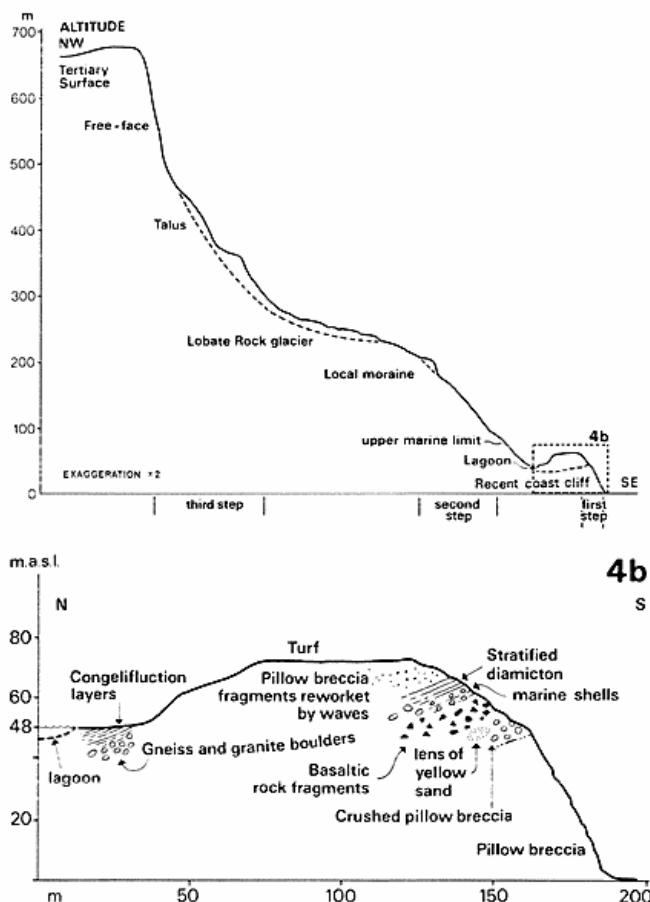 m
ALTITUDE
700
NW
Tertiary
Surface
600
Free-face
500
Talus
400
300
Lobate Rock glacier
200
Local moraine
100
upper marine limit
4b
Lagoon
EXAGGERATION ×2
Recent coast cliff
SE
0
third step
second
step
first
step
m.a.s.l.
4b
N
S
80
Turf
Stratified
diamicton
Congelifluction
layers
Pillow breccia
fragments reworket
by waves
marine shells
60
48
Gneiss and granite boulders
lagoon
Basaltic
rock fragments
lens of
yellow
sand
20
Crushed pillow breccia
Pillow breccia
m
50
100
150
200